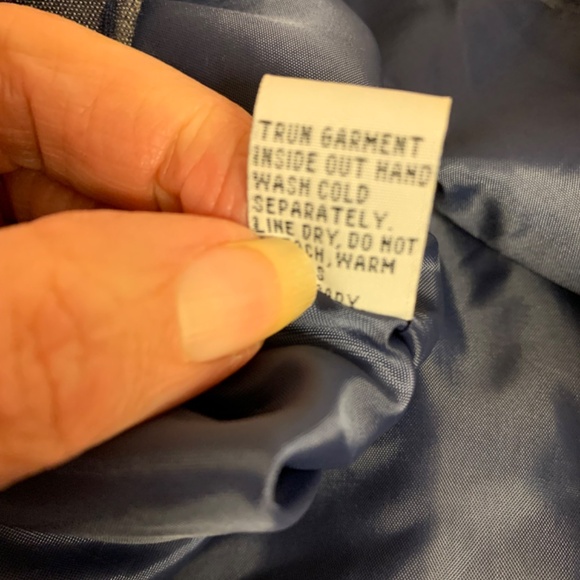 TRUN GARMENT
INSIDE OUT HAND
WASH COLD
SEPARATELY.
LINE DRY, DO NOT
WARM